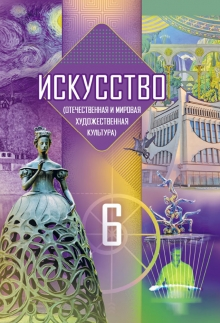 ИСКУССТВО
(ОТЕЧЕСТВЕННАЯ И МИРОВАЯ
ХУДОЖЕСТВЕННАЯ
КУЛЬТУРА)
6